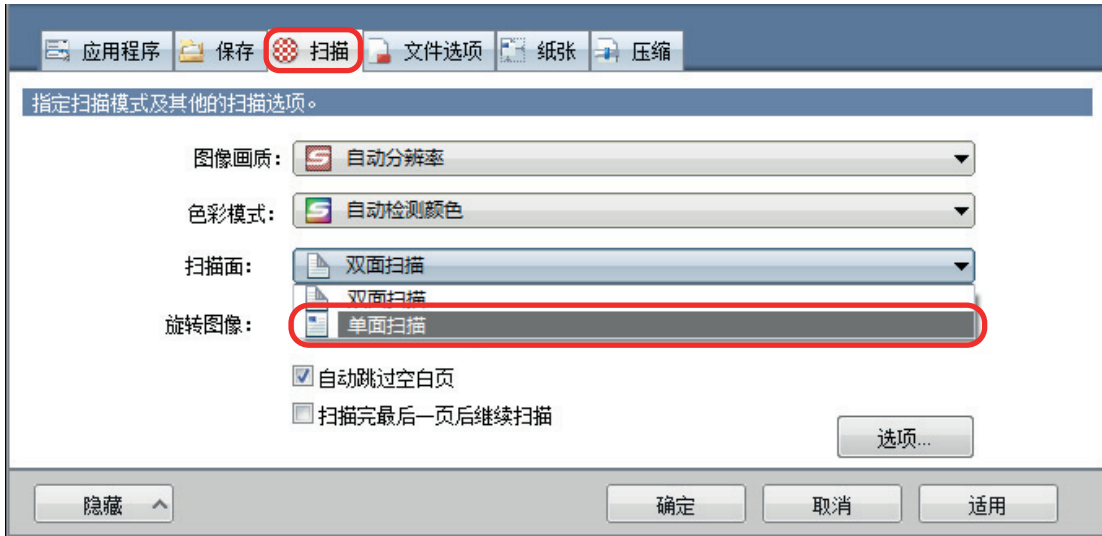 应用程序 保存 扫描 文件选项 纸张 压缩
指定扫描模式及其他的扫描选项。
图像画质: 自动分辨率
色彩模式: 自动检测颜色
扫描面: 双面扫描
双面扫描
旋转图像: 单面扫描
自动跳过空白页
扫描完最后一页后继续扫描
选项...
隐藏 确定 取消 适用